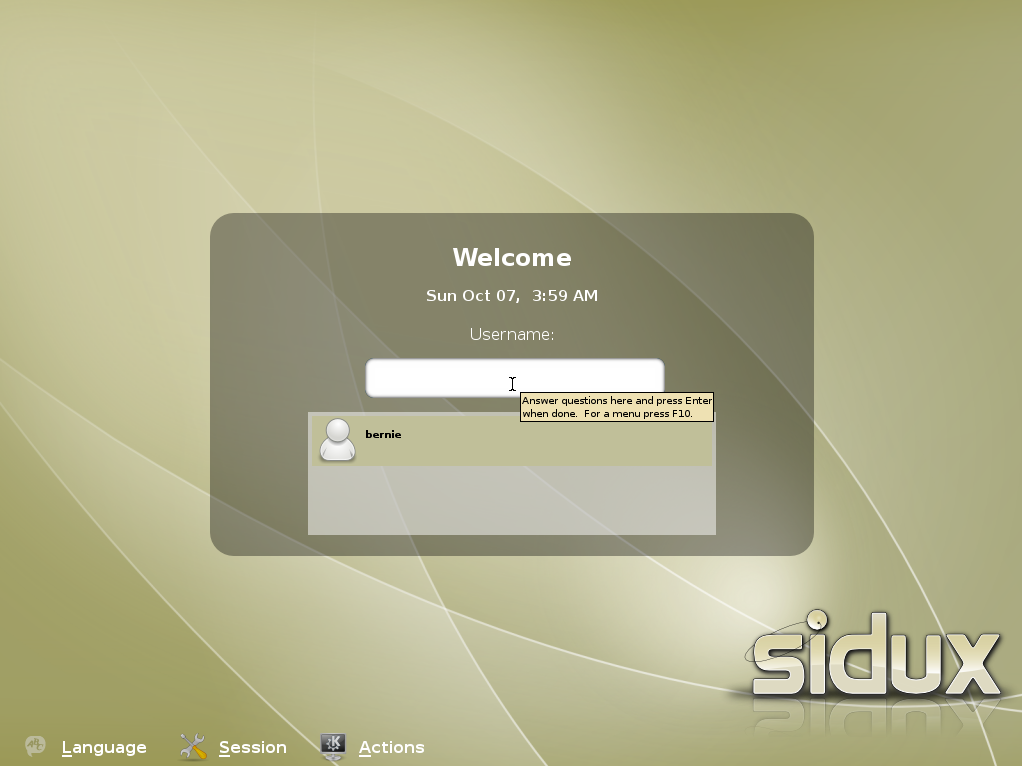 Welcome
Sun Oct 07,  3:59 AM
Username:
Answer questions here and press Enter
when done.  For a menu press F10.
bernie
sidux
Language
Session
Actions